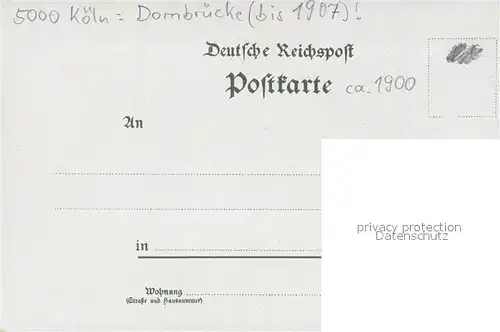 5000 Köln = Dombrücke (bis 1907)!
Deutsche Reichspost
Postkarte
ca. 1900
An
privacy protection
Datenschutz
in
Wohnung
(Straße und Hausnummer)